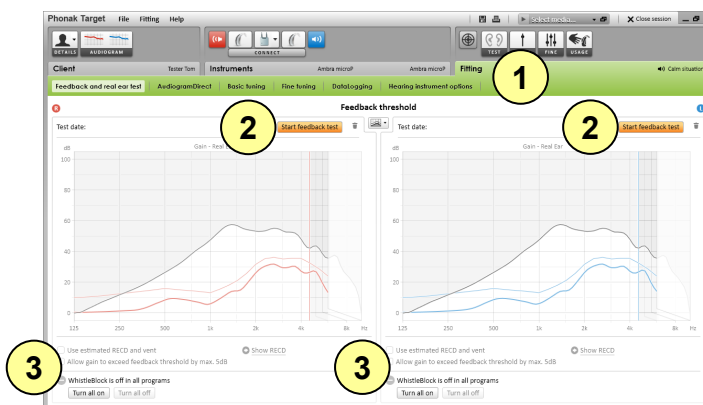 Phonak Target File Fitting Help
Select media...
Close session
DETAILS
AUDIOGRAM
CONNECT
TEST
FINE
USAGE
Client
Tester Tom
Instruments
Ambra microP
Ambra microP
Fitting
Calm situation
1
Feedback and real ear test
AudiogramDirect
Basic tuning
Fine tuning
DataLogging
Hearing instrument options
Feedback threshold
Test date:
2
Start feedback test
Test date:
2
Start feedback test
dB
Gain - Real Ear
100
80
60
40
20
0
125 250 500 1k 2k 4k 8k Hz
dB
Gain - Real Ear
100
80
60
40
20
0
125 250 500 1k 2k 4k 8k Hz
3
Use estimated RECD and vent
Show RECD
Allow gain to exceed feedback threshold by max. 5dB
WhistleBlock is off in all programs
Turn all on
Turn all off
3
Use estimated RECD and vent
Show RECD
Allow gain to exceed feedback threshold by max. 5dB
WhistleBlock is off in all programs
Turn all on
Turn all off